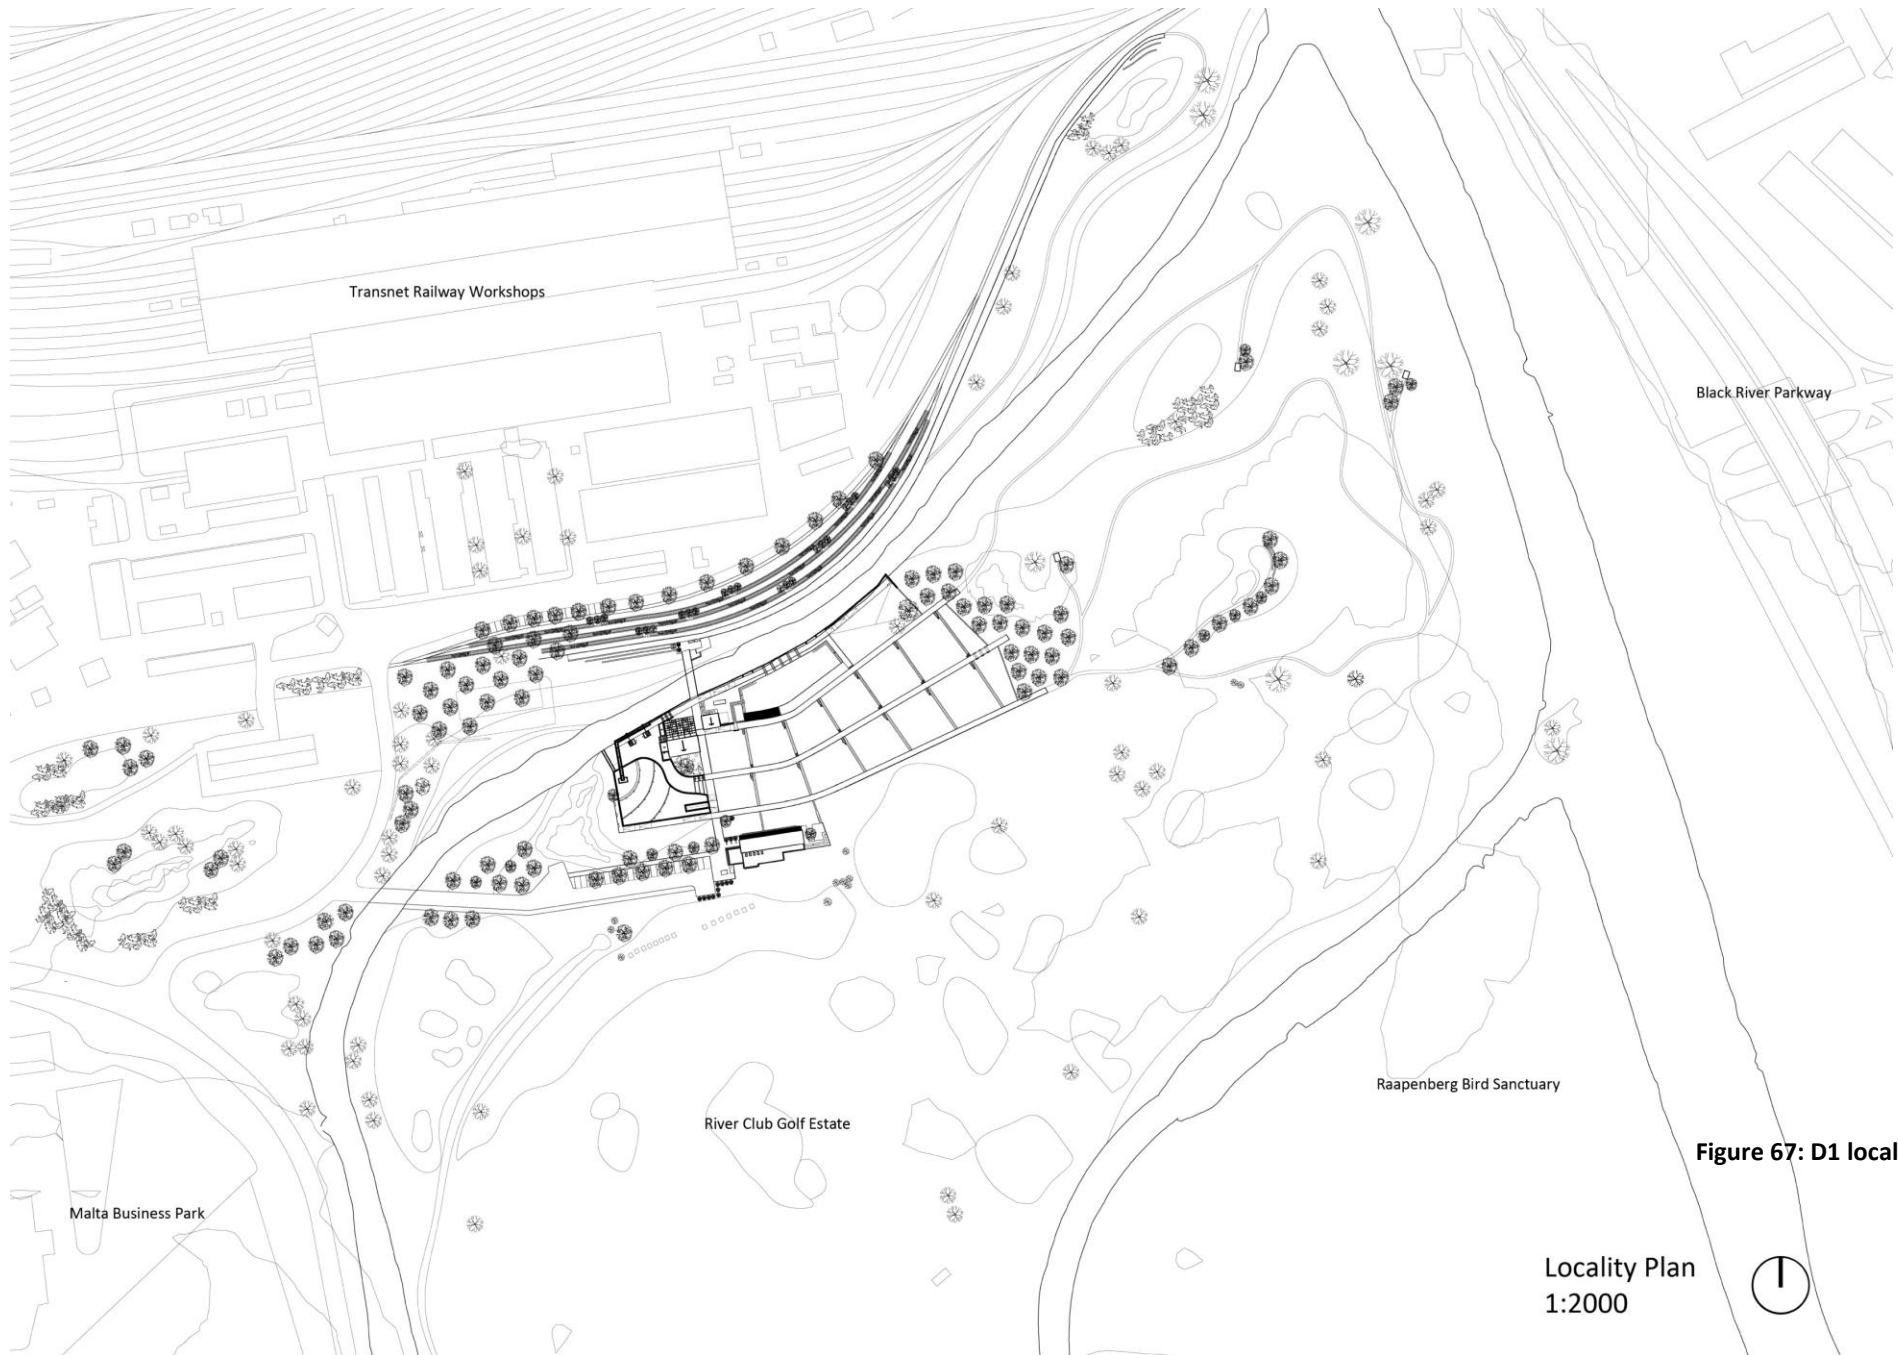 Transnet Railway Workshops
Black River Parkway
Raapenberg Bird Sanctuary
River Club Golf Estate
Figure 67: D1 local
Malta Business Park
Locality Plan
1:2000